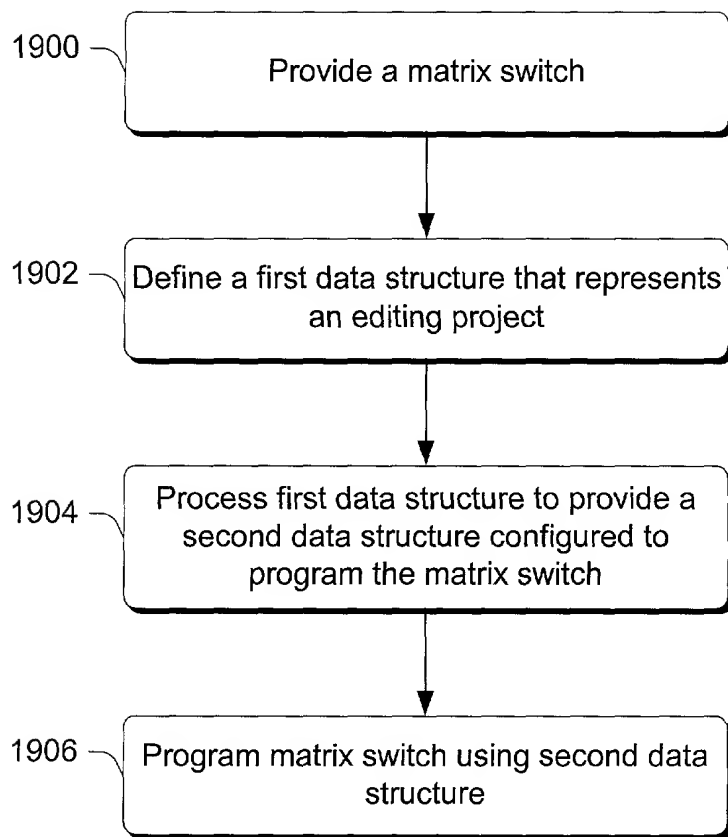 1900
Provide a matrix switch
1902
Define a first data structure that represents
an editing project
1904
Process first data structure to provide a
second data structure configured to
program the matrix switch
1906
Program matrix switch using second data
structure